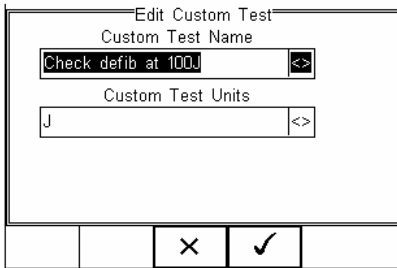 Edit Custom Test
Custom Test Name
Check defib at 100J <>
Custom Test Units
J <>